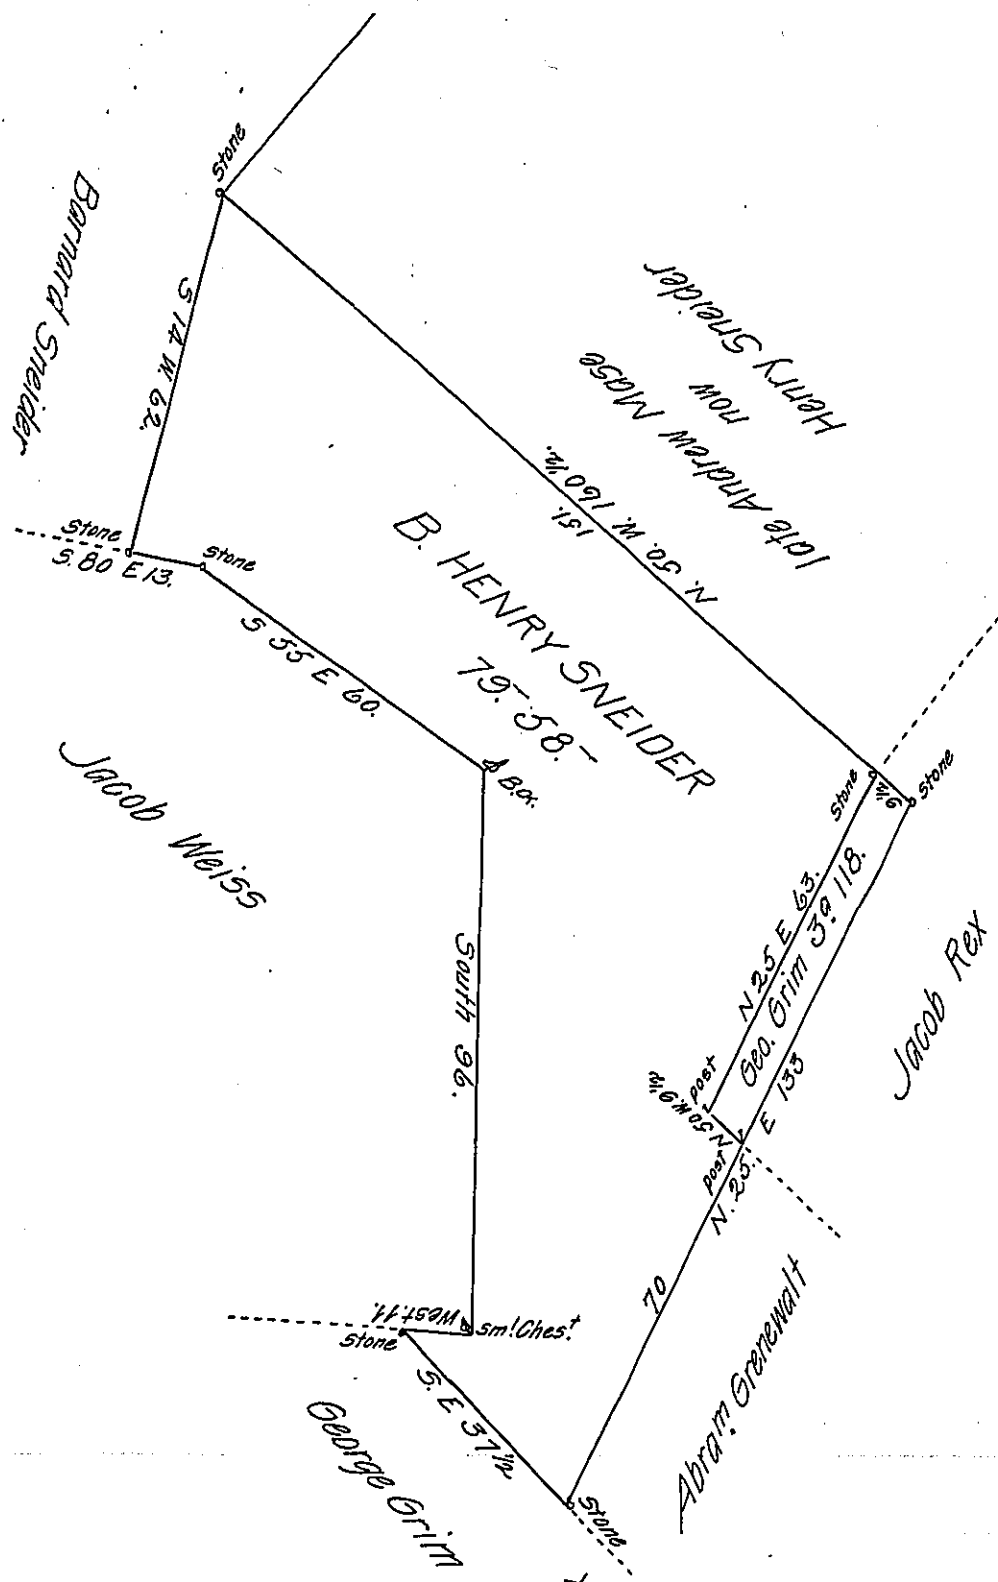 Stone
Barnard Sneider
S 14 W 62.
Stone
S. 80 E 13.
Stone
S 55 E 60.
Henry Sneider
now
late Andrew Mase
N. 50. W. 160 1/2.
151.
B. HENRY SNEIDER
79.-58.-
B.O.
Jacob Weiss
Stone
Stone
9 1/2.
N 25 E 63.
Geo. Grim 3a 118.
Jacob Rex
South 96.
post
N 50 W. 9 1/2
post
N. 25. E 133
70
Abram. Grenewalt
West. 11.
Stone
sml Chest
S. E 37 1/2
George Grim
Stone